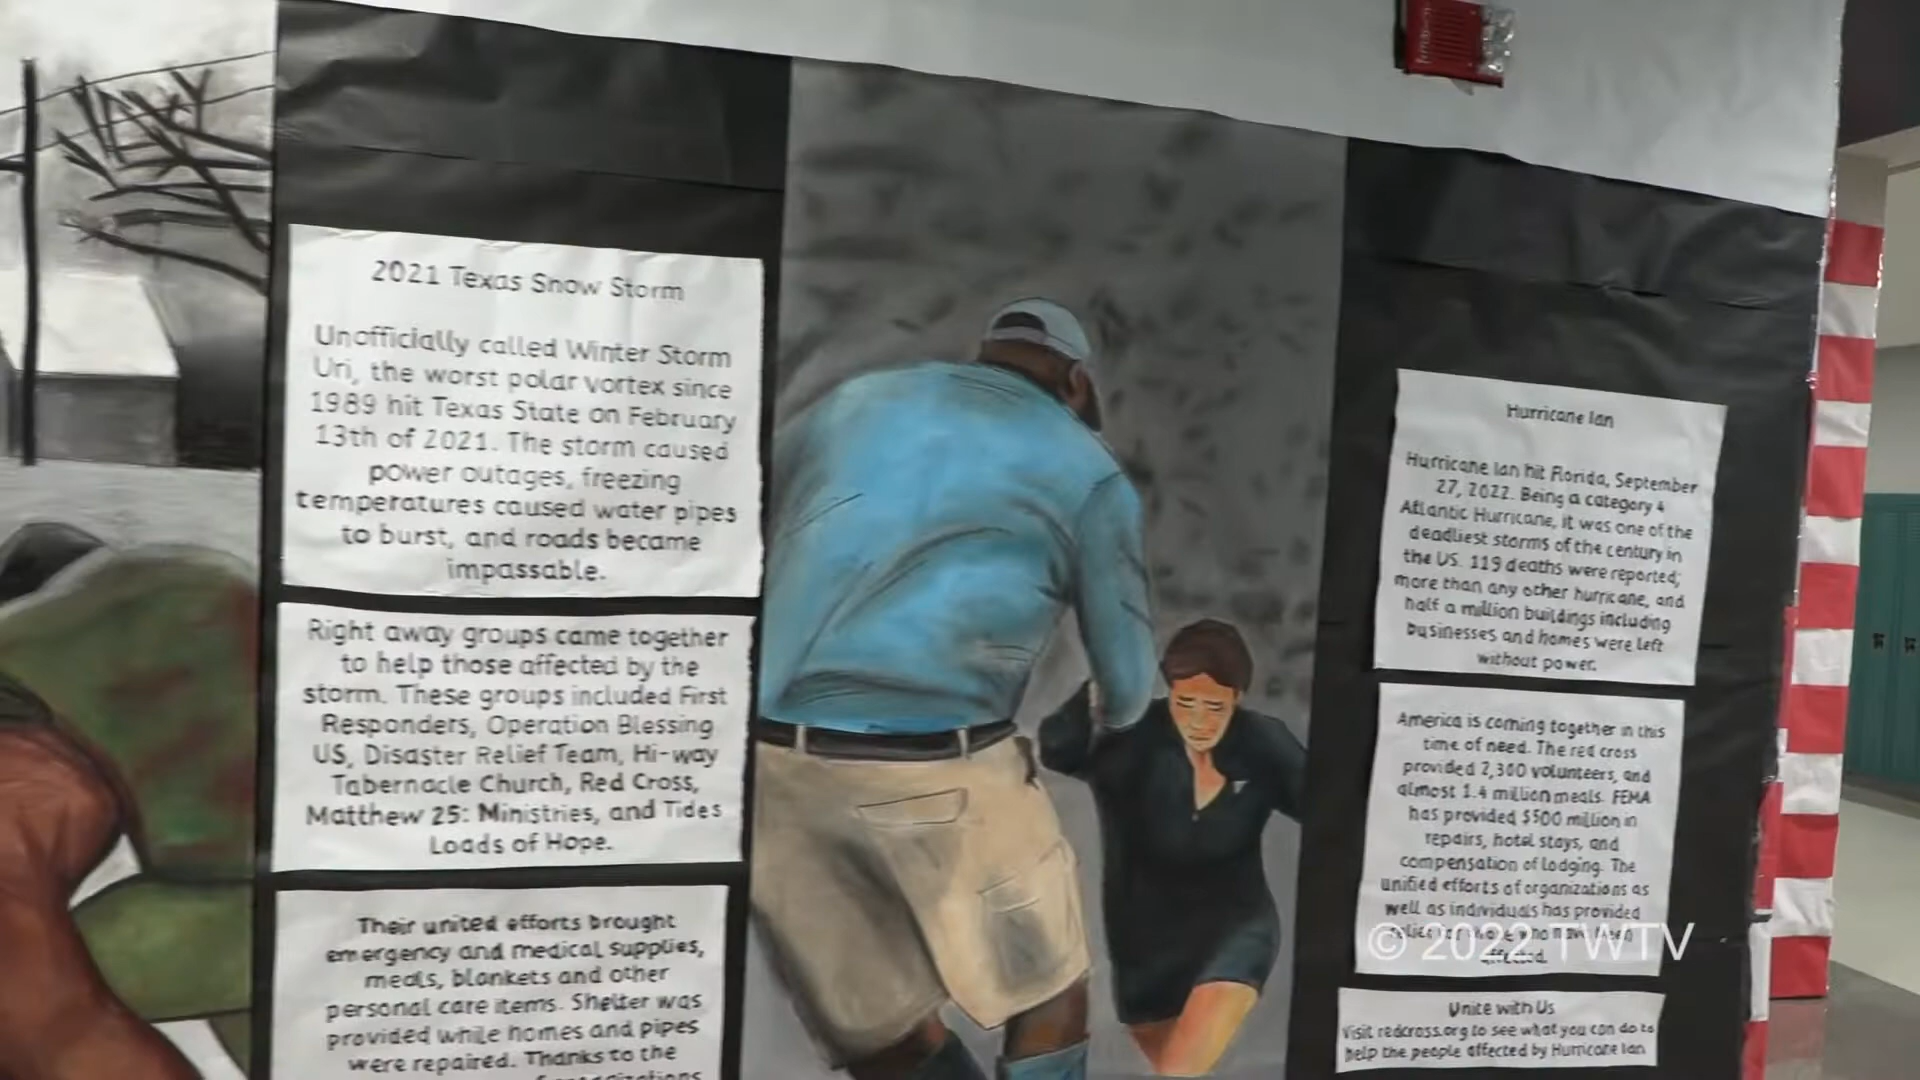 2021 Texas Snow Storm
Unofficially called Winter Storm
Uri, the worst polar vortex since
1989 hit Texas State on February
13th of 2021. The storm caused
power outages, freezing
temperatures caused water pipes
to burst, and roads became
impassable.
Right away groups came together
to help those affected by the
storm. These groups included First
Responders, Operation Blessing
US, Disaster Relief Team, Hi-way
Tabernacle Church, Red Cross,
Matthew 25: Ministries, and Tides
Loads of Hope.
Their united efforts brought
emergency and medical supplies,
meals, blankets and other
personal care items. Shelter was
provided while homes and pipes
were repaired. Thanks to the
Hurricane Ian
Hurricane Ian hit Florida, September
27, 2022. Being a category 4
Atlantic Hurricane, it was one of the
deadliest storms of the century in
the US. 119 deaths were reported;
more than any other hurricane, and
half a million buildings including
businesses and homes were left
without power.
America is coming together in this
time of need. The red cross
provided 2,300 volunteers, and
almost 1.4 million meals. FEMA
has provided $500 million in
repairs, hotel stays, and
compensation of lodging. The
unified efforts of organizations as
well as individuals has provided
relief for those who have been
affected.
Unite with Us
Visit redcross.org to see what you can do to
help the people affected by Hurricane Ian
© 2022 TWTV